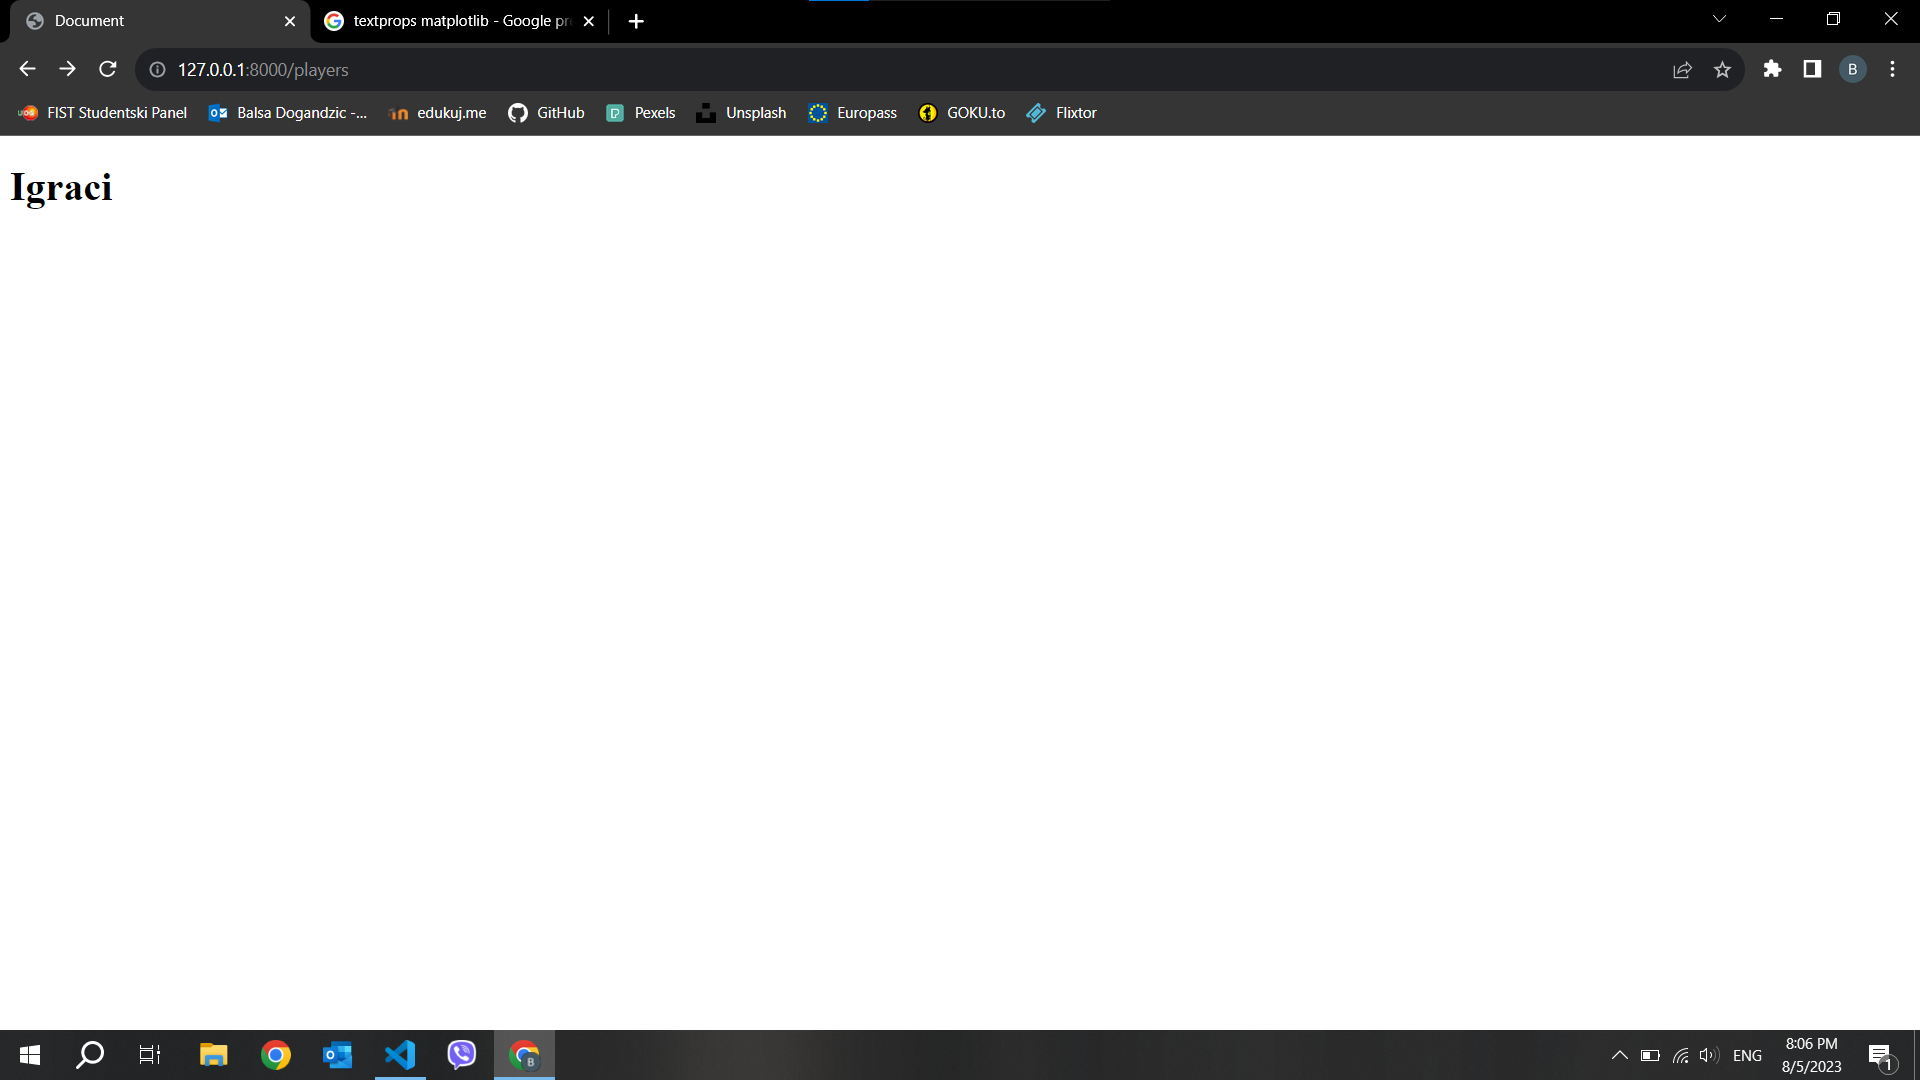 Document
textprops matplotlib - Google pr
127.0.0.1:8000/players
B
FIST Studentski Panel
Balsa Dogandzic -...
edukuj.me
GitHub
Pexels
Unsplash
Europass
GOKU.to
Flixtor
Igraci
B
ENG
8:06 PM
8/5/2023
1